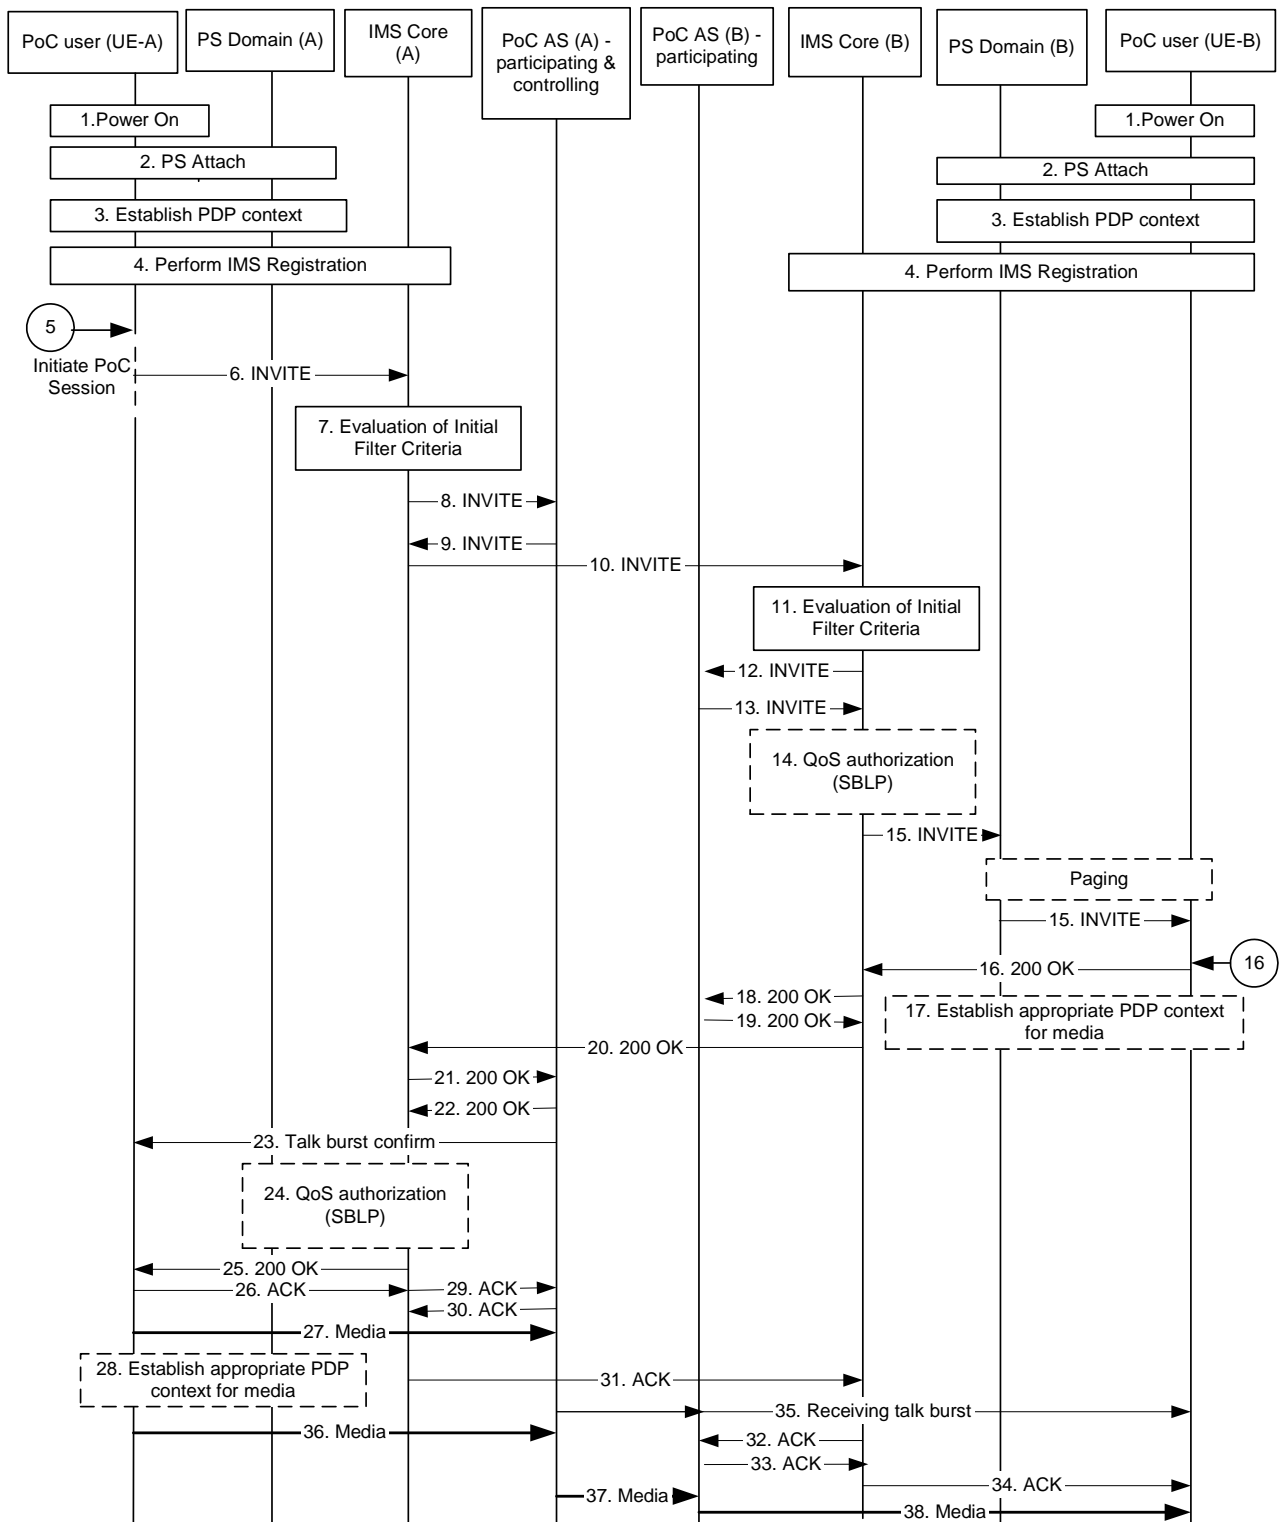 PoC user (UE-A)
PS Domain (A)
IMS Core
(A)
PoC AS (A) -
participating &
controlling
PoC AS (B) -
participating
IMS Core (B)
PS Domain (B)
PoC user (UE-B)
1.Power On
1.Power On
2. PS Attach
2. PS Attach
3. Establish PDP context
3. Establish PDP context
4. Perform IMS Registration
4. Perform IMS Registration
5
Initiate PoC
Session
6. INVITE
7. Evaluation of Initial
Filter Criteria
8. INVITE
9. INVITE
10. INVITE
11. Evaluation of Initial
Filter Criteria
12. INVITE
13. INVITE
14. QoS authorization
(SBLP)
15. INVITE
Paging
15. INVITE
16
16. 200 OK
18. 200 OK
17. Establish appropriate PDP context
for media
19. 200 OK
20. 200 OK
21. 200 OK
22. 200 OK
23. Talk burst confirm
24. QoS authorization
(SBLP)
25. 200 OK
26. ACK
29. ACK
30. ACK
27. Media
28. Establish appropriate PDP
context for media
31. ACK
35. Receiving talk burst
36. Media
32. ACK
33. ACK
34. ACK
37. Media
38. Media